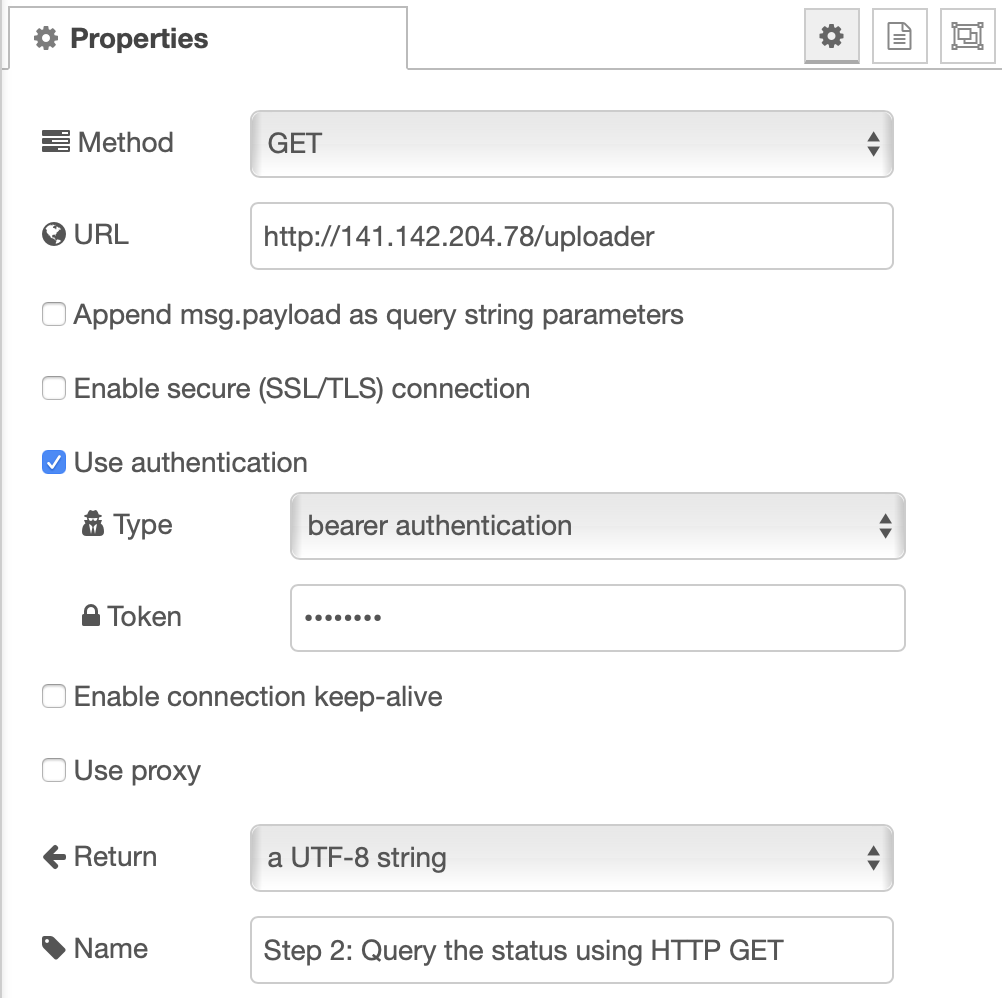 Properties
Method GET
URL http://141.142.204.78/uploader
Append msg.payload as query string parameters
Enable secure (SSL/TLS) connection
Use authentication
Type bearer authentication
Token ••••••••
Enable connection keep-alive
Use proxy
Return a UTF-8 string
Name Step 2: Query the status using HTTP GET